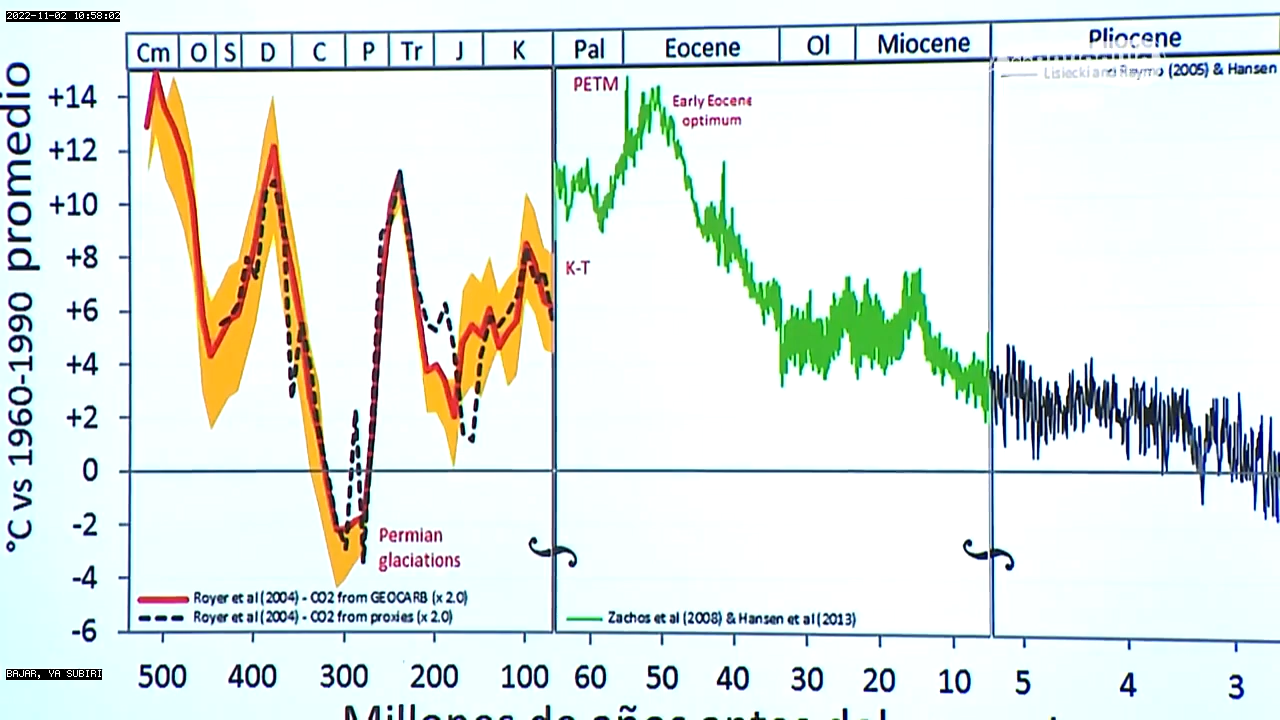 2022-11-02 10:58:02
Cm O S D C P Tr J K Pal Eocene Ol Miocene Pliocene
Lisiecki and Raymo (2005) & Hansen
°C vs 1960-1990 promedio
+14
+12
+10
+8
+6
+4
+2
0
-2
-4
-6
PETM
Early Eocene
optimum
K-T
Permian
glaciations
Royer et al (2004) - CO2 from GEOCARB (x 2.0)
Royer et al (2004) - CO2 from proxies (x 2.0)
Zachos et al (2008) & Hansen et al (2013)
BAJAR, YA SUBIRI
500 400 300 200 100 60 50 40 30 20 10 5 4 3
Millones de años antes del